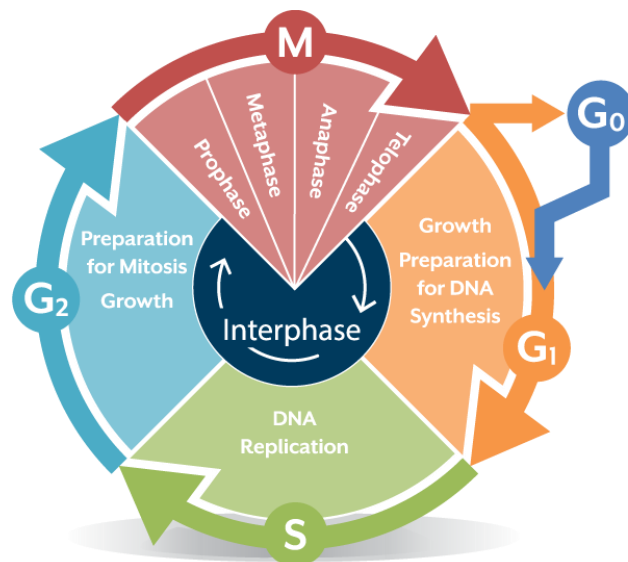 M
Prophase
Metaphase
Anaphase
Telophase
G₀
Growth
Preparation
for DNA
Synthesis
G₁
Preparation
for Mitosis
Growth
G₂
Interphase
DNA
Replication
S